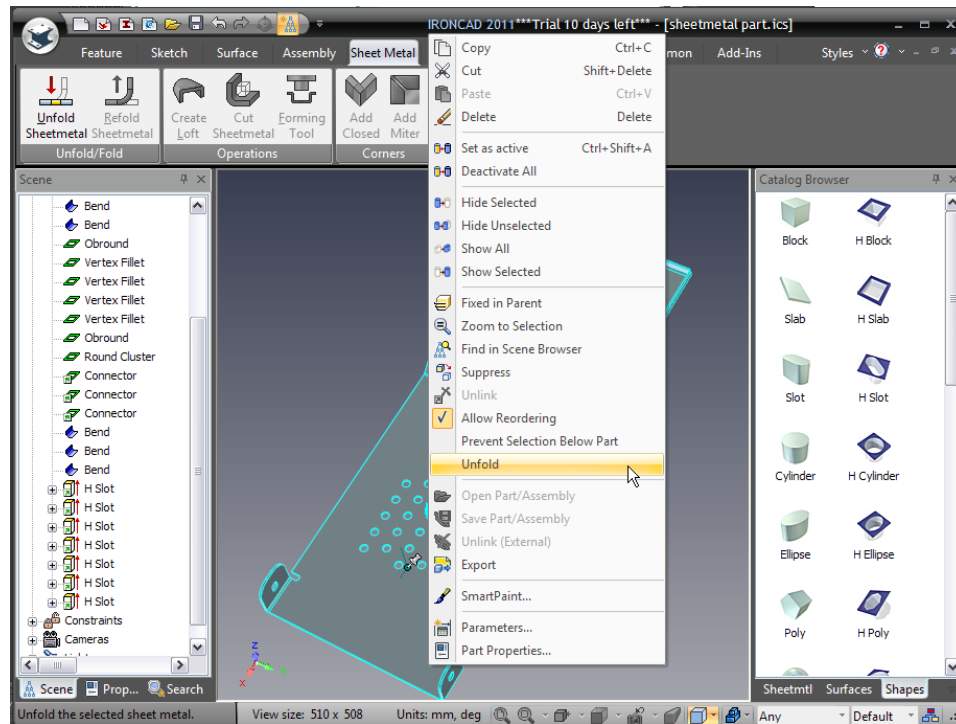 IRONCAD 2011***Trial 10 days left*** - [sheetmetal part.ics]
Feature Sketch Surface Assembly Sheet Metal mon Add-Ins Styles
Unfold Sheetmetal
Refold Sheetmetal
Create Loft
Cut Sheetmetal
Forming Tool
Add Closed
Add Miter
Unfold/Fold Operations Corners
Scene
Bend
Bend
Obround
Vertex Fillet
Vertex Fillet
Vertex Fillet
Vertex Fillet
Obround
Round Cluster
Connector
Connector
Connector
Bend
Bend
Bend
H Slot
H Slot
H Slot
H Slot
H Slot
H Slot
H Slot
Constraints
Cameras
Scene Prop... Search
Copy Ctrl+C
Cut Shift+Delete
Paste Ctrl+V
Delete Delete
Set as active Ctrl+Shift+A
Deactivate All
Hide Selected
Hide Unselected
Show All
Show Selected
Fixed in Parent
Zoom to Selection
Find in Scene Browser
Suppress
Unlink
Allow Reordering
Prevent Selection Below Part
Unfold
Open Part/Assembly
Save Part/Assembly
Unlink (External)
Export
SmartPaint...
Parameters...
Part Properties...
z
x
Catalog Browser
Block H Block
Slab H Slab
Slot H Slot
Cylinder H Cylinder
Ellipse H Ellipse
Poly H Poly
Sheetmtl Surfaces Shapes
Unfold the selected sheet metal. View size: 510 x 508 Units: mm, deg Any Default